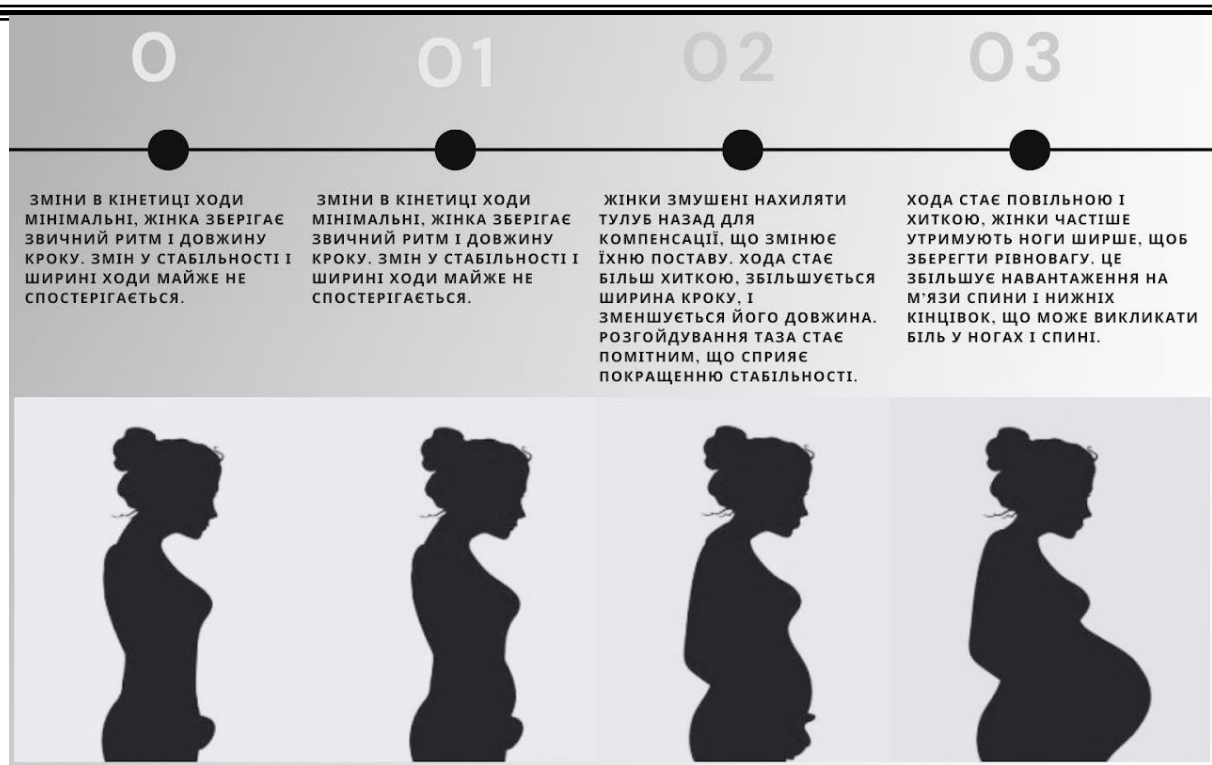 0
01
02
03
ЗМІНИ В КІНЕТИЦІ ХОДИ
МІНІМАЛЬНІ, ЖІНКА ЗБЕРІГАЄ
ЗВИЧНИЙ РИТМ І ДОВЖИНУ
КРОКУ. ЗМІН У СТАБІЛЬНОСТІ І
ШИРИНІ ХОДИ МАЙЖЕ НЕ
СПОСТЕРІГАЄТЬСЯ.
ЗМІНИ В КІНЕТИЦІ ХОДИ
МІНІМАЛЬНІ, ЖІНКА ЗБЕРІГАЄ
ЗВИЧНИЙ РИТМ І ДОВЖИНУ
КРОКУ. ЗМІН У СТАБІЛЬНОСТІ І
ШИРИНІ ХОДИ МАЙЖЕ НЕ
СПОСТЕРІГАЄТЬСЯ.
ЖІНКИ ЗМУШЕНІ НАХИЛЯТИ
ТУЛУБ НАЗАД ДЛЯ
КОМПЕНСАЦІЇ, ЩО ЗМІНЮЄ
ЇХНЮ ПОСТАВУ. ХОДА СТАЄ
БІЛЬШ ХИТКОЮ, ЗБІЛЬШУЄТЬСЯ
ШИРИНА КРОКУ, І
ЗМЕНШУЄТЬСЯ ЙОГО ДОВЖИНА.
РОЗГОЙДУВАННЯ ТАЗА СТАЄ
ПОМІТНИМ, ЩО СПРИЯЄ
ПОКРАЩЕННЮ СТАБІЛЬНОСТІ.
ХОДА СТАЄ ПОВІЛЬНОЮ І
ХИТКОЮ, ЖІНКИ ЧАСТІШЕ
УТРИМУЮТЬ НОГИ ШИРШЕ, ЩОБ
ЗБЕРЕГТИ РІВНОВАГУ. ЦЕ
ЗБІЛЬШУЄ НАВАНТАЖЕННЯ НА
М'ЯЗИ СПИНИ І НИЖНІХ
КІНЦІВОК, ЩО МОЖЕ ВИКЛИКАТИ
БІЛЬ У НОГАХ І СПИНІ.